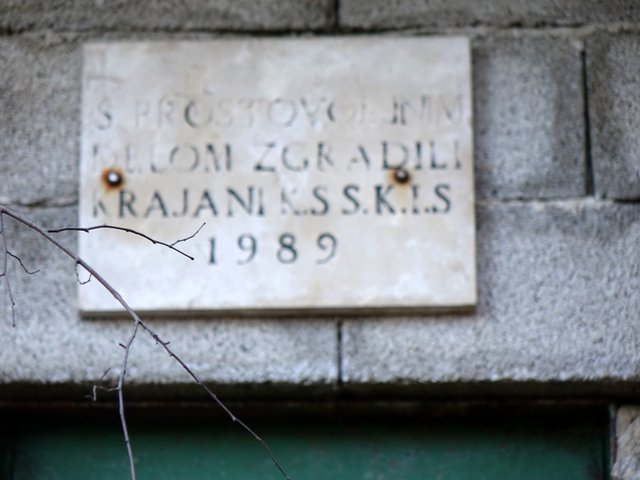 S PROSTOVOLJNIM
DELOM ZGRADILI
KRAJANI K.S S.K.I.S
1989